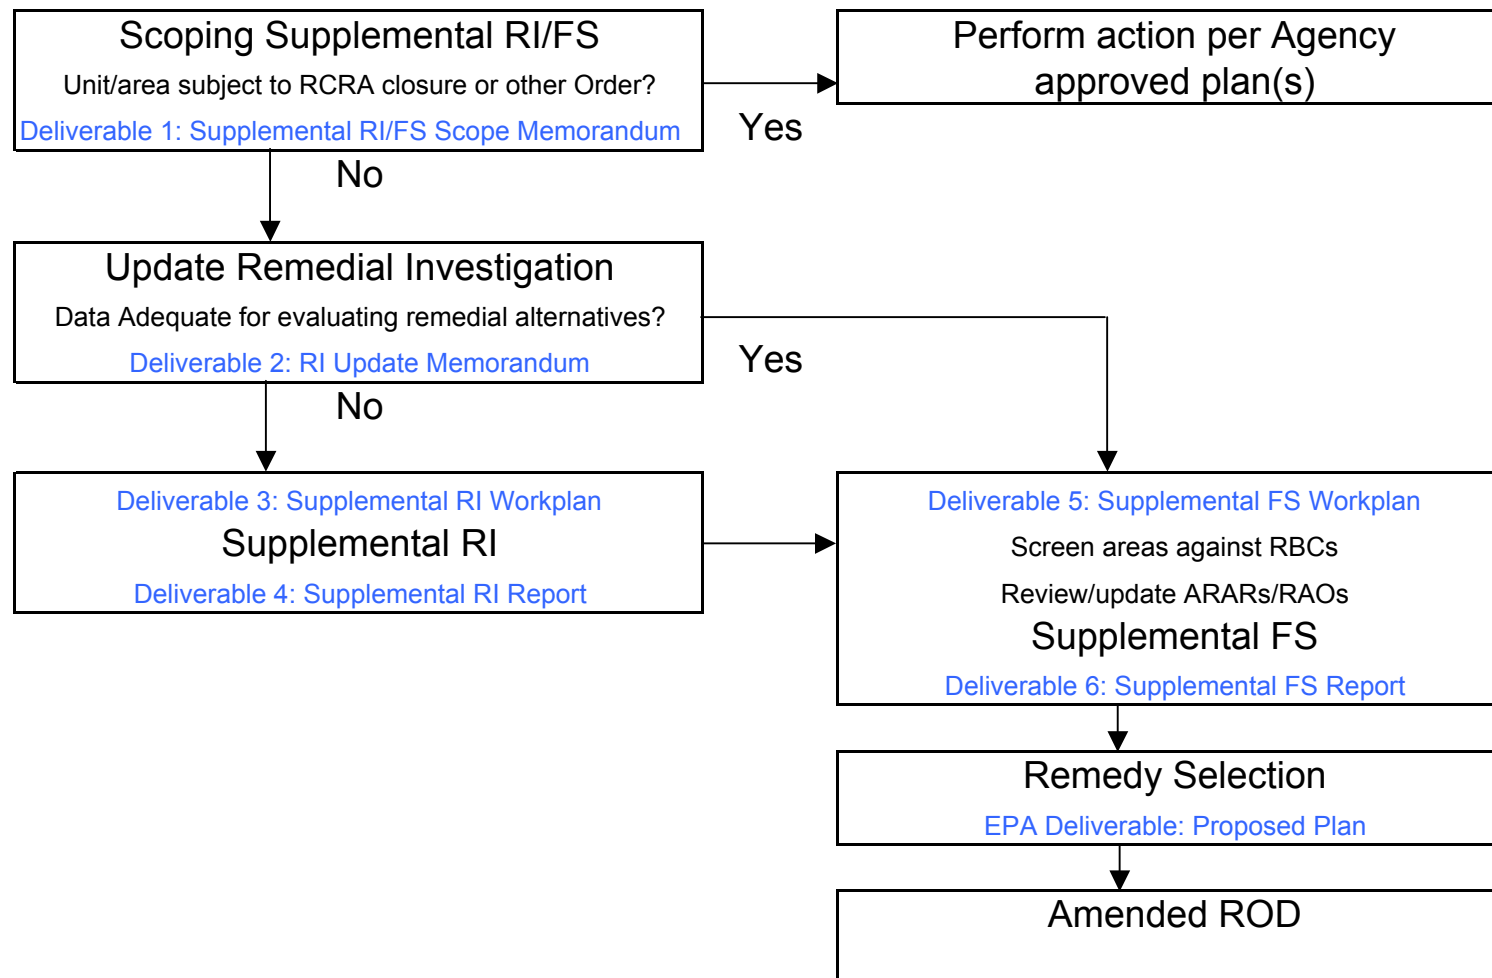 Scoping Supplemental RI/FS
Unit/area subject to RCRA closure or other Order?
Deliverable 1: Supplemental RI/FS Scope Memorandum
Perform action per Agency
approved plan(s)
Yes
No
Update Remedial Investigation
Data Adequate for evaluating remedial alternatives?
Deliverable 2: RI Update Memorandum
Yes
No
Deliverable 3: Supplemental RI Workplan
Supplemental RI
Deliverable 4: Supplemental RI Report
Deliverable 5: Supplemental FS Workplan
Screen areas against RBCs
Review/update ARARs/RAOs
Supplemental FS
Deliverable 6: Supplemental FS Report
Remedy Selection
EPA Deliverable: Proposed Plan
Amended ROD